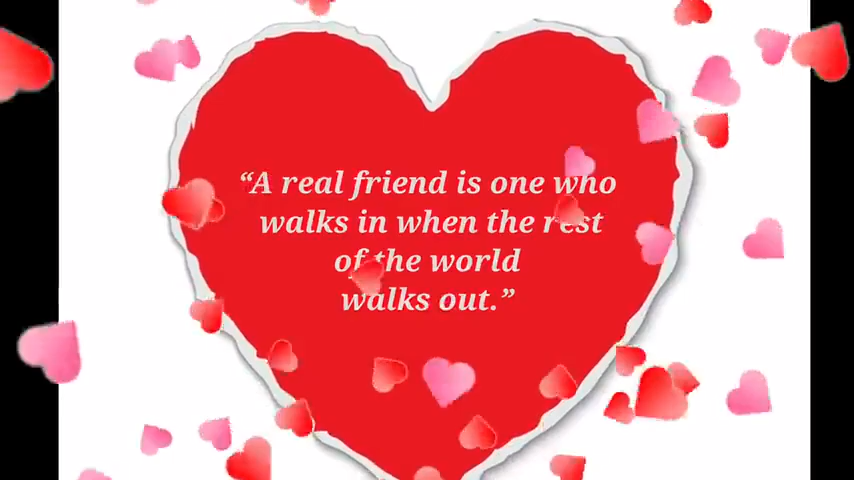 “A real friend is one who
walks in when the rest
of the world
walks out.”